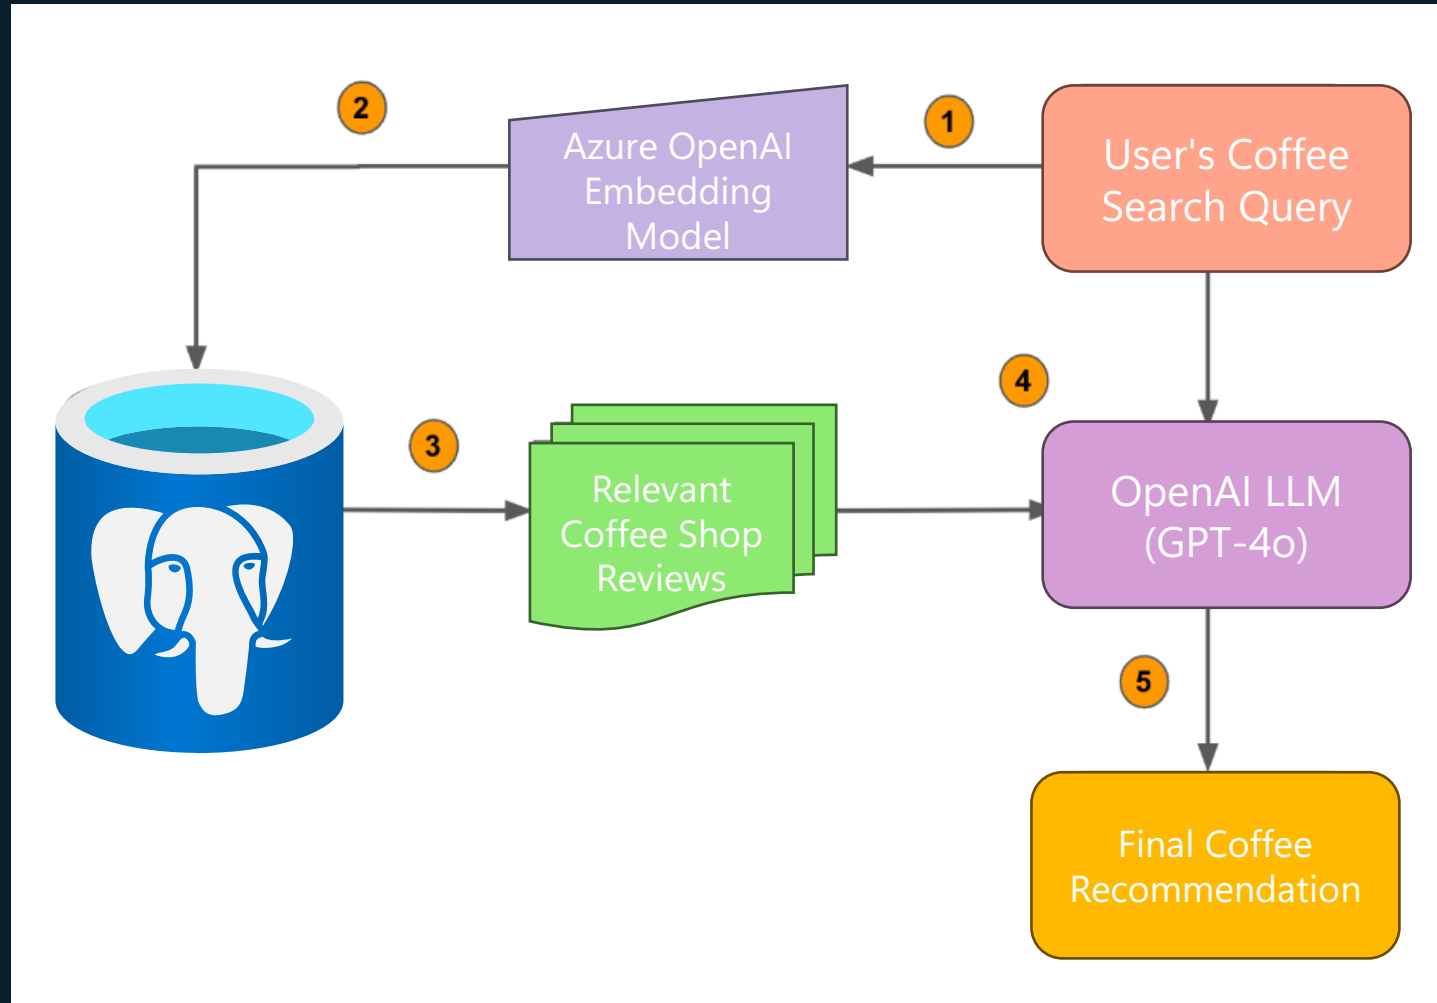 2
Azure OpenAI
Embedding
Model
1
User's Coffee
Search Query
3
Relevant
Coffee Shop
Reviews
4
OpenAI LLM
(GPT-4o)
5
Final Coffee
Recommendation